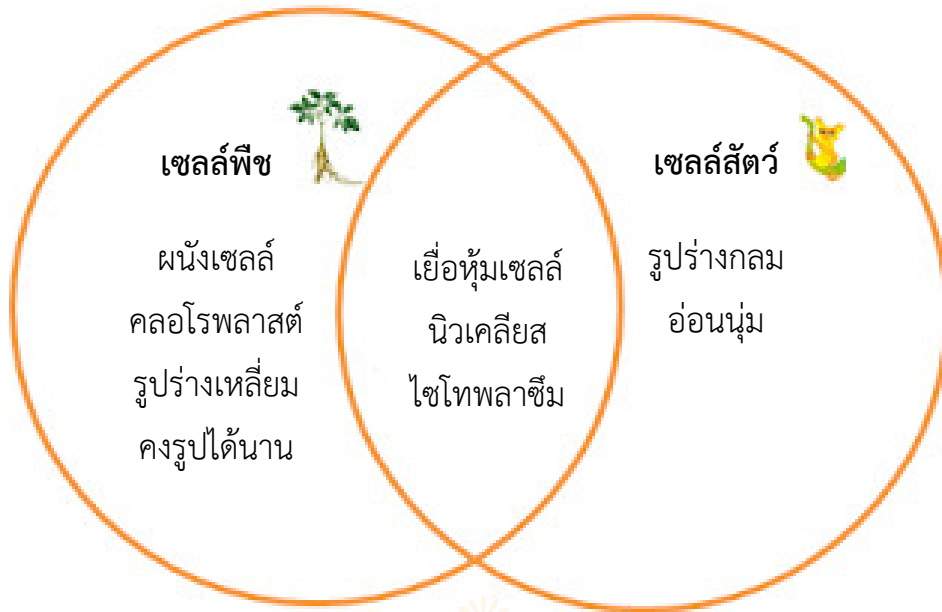 เซลล์พืช
ผนังเซลล์
คลอโรพลาสต์
รูปร่างเหลี่ยม
คงรูปได้นาน
เยื่อหุ้มเซลล์
นิวเคลียส
ไซโทพลาซึม
เซลล์สัตว์
รูปร่างกลม
อ่อนนุ่ม